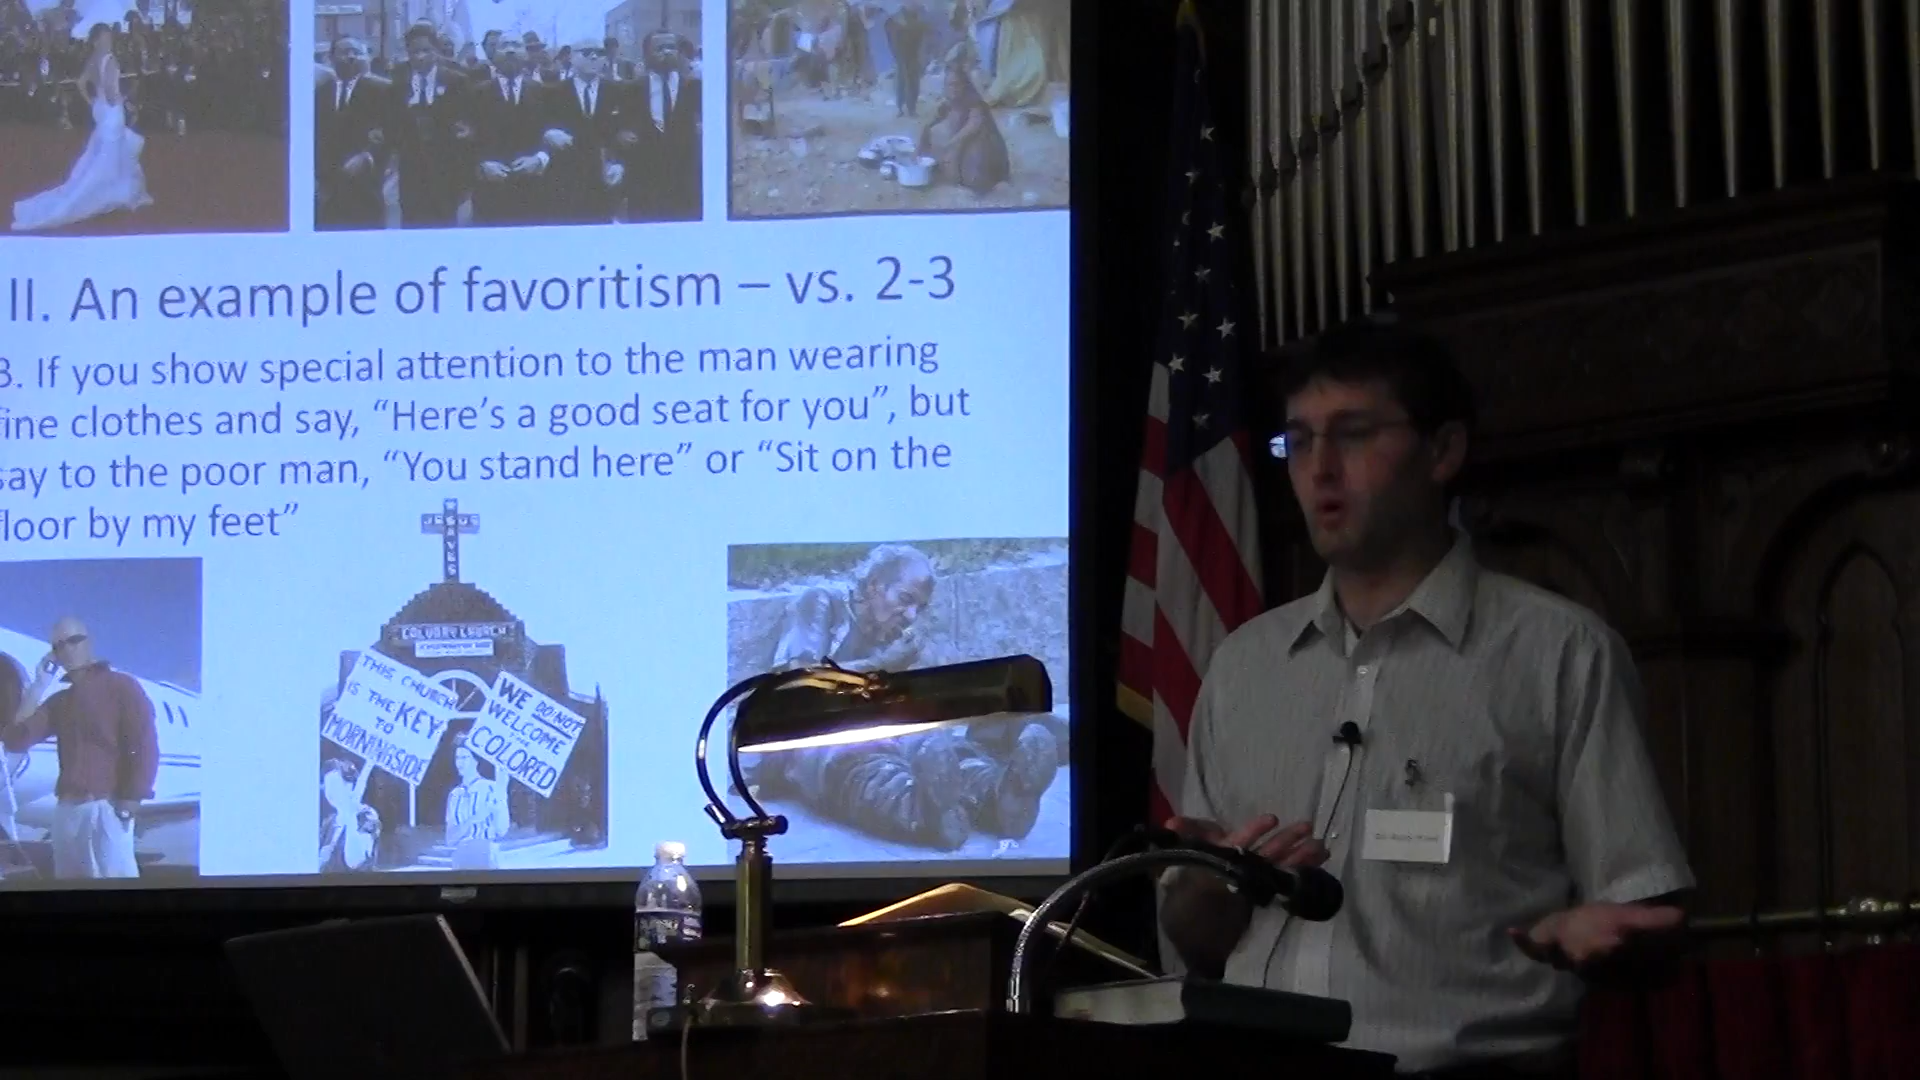 II. An example of favoritism – vs. 2-3
3. If you show special attention to the man wearing
fine clothes and say, “Here’s a good seat for you”, but
say to the poor man, “You stand here” or “Sit on the
floor by my feet”
JESUS
SAVES
CALVARY CHURCH
THIS CHURCH
IS THE KEY
TO
MORNINGSIDE
WE DO NOT
WELCOME
THE
COLORED